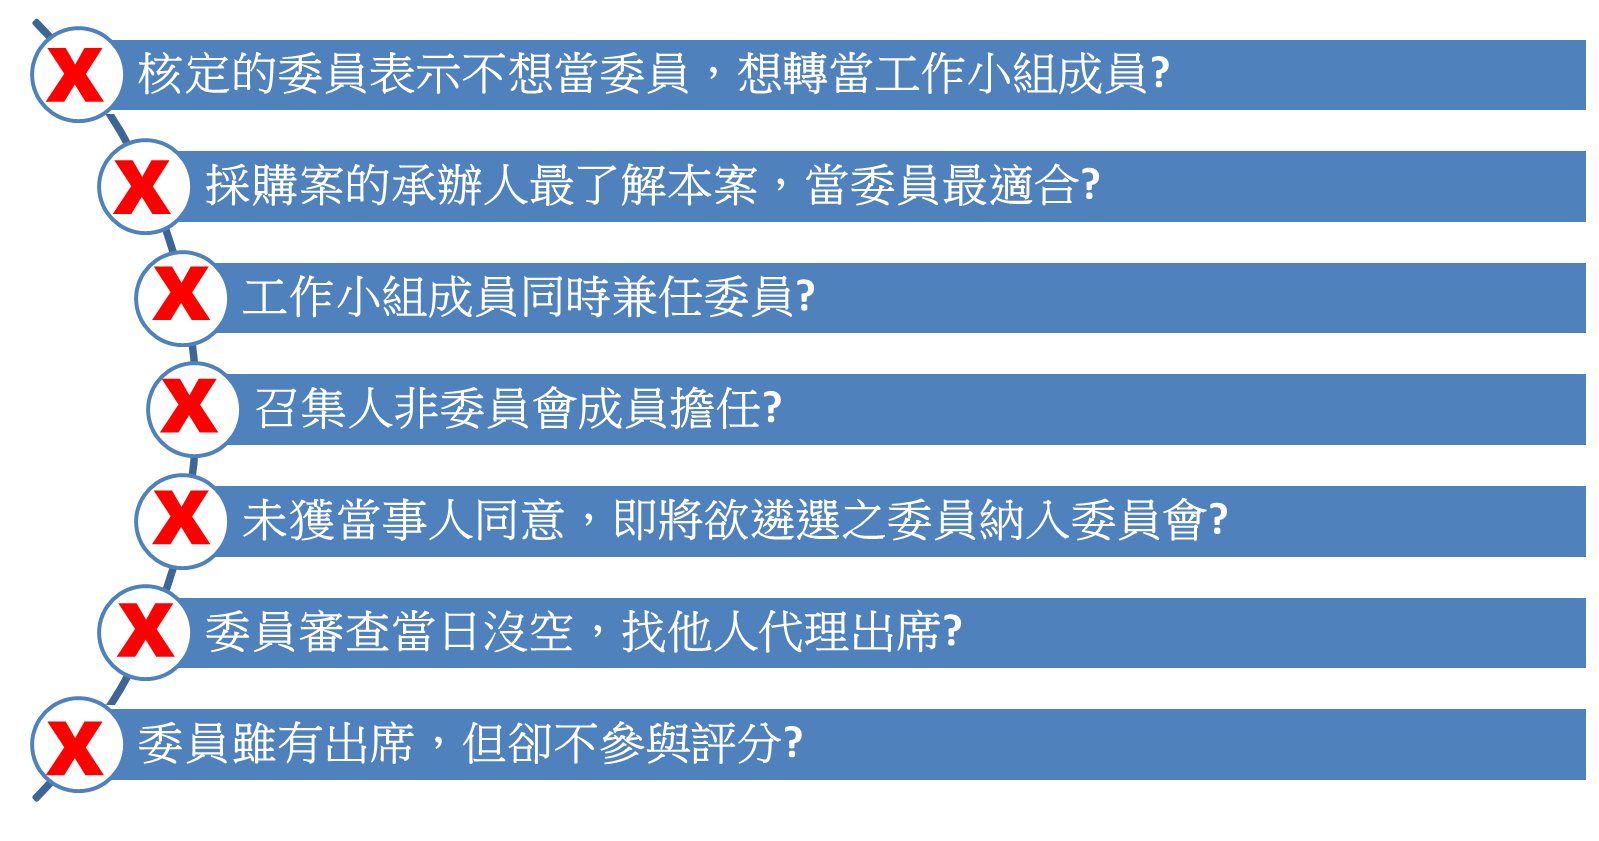 X 核定的委員表示不想當委員，想轉當工作小組成員?
X 採購案的承辦人最了解本案，當委員最適合?
X 工作小組成員同時兼任委員?
X 召集人非委員會成員擔任?
X 未獲當事人同意，即將欲遴選之委員納入委員會?
X 委員審查當日沒空，找他人代理出席?
X 委員雖有出席，但卻不參與評分?